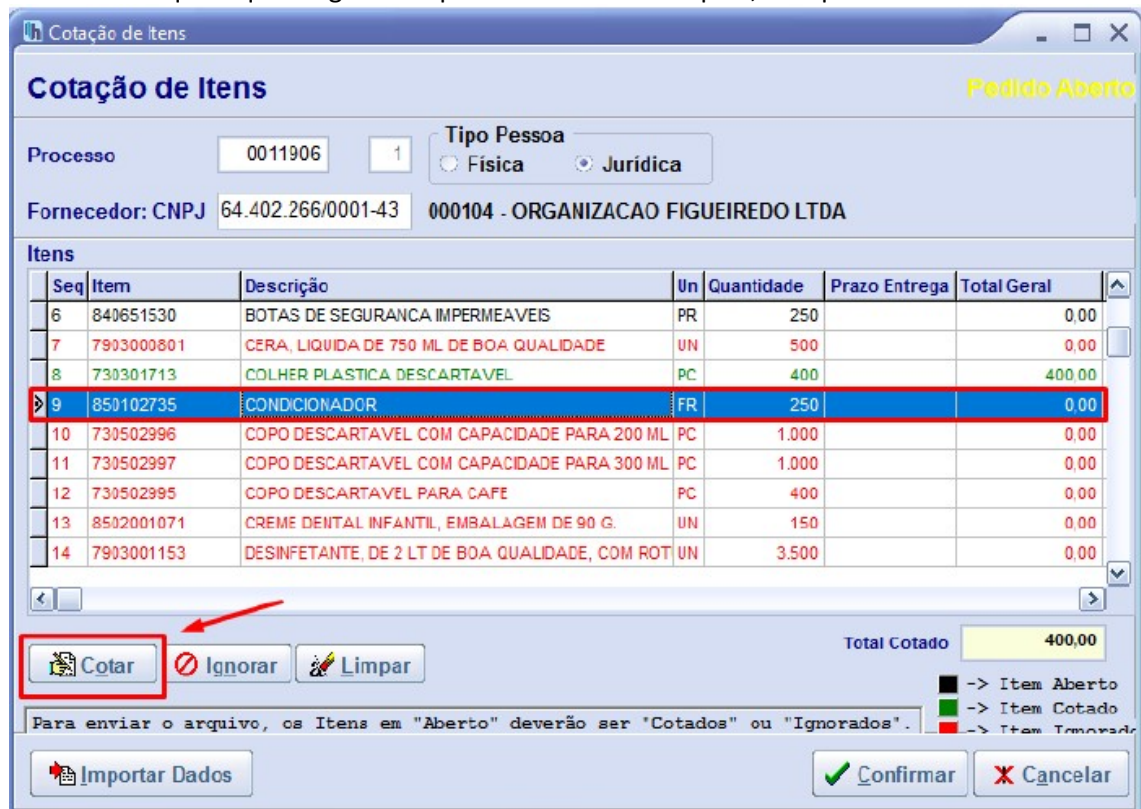 Cotação de Itens
Cotação de Itens Pedido Aberto
Processo 0011906 1 Tipo Pessoa Física Jurídica
Fornecedor: CNPJ 64.402.266/0001-43 000104 - ORGANIZACAO FIGUEIREDO LTDA
Itens
Seq Item Descrição Un Quantidade Prazo Entrega Total Geral
6 840651530 BOTAS DE SEGURANCA IMPERMEAVEIS PR 250 0,00
7 7903000801 CERA, LIQUIDA DE 750 ML DE BOA QUALIDADE UN 500 0,00
8 730301713 COLHER PLASTICA DESCARTAVEL PC 400 400,00
9 850102735 CONDICIONADOR FR 250 0,00
10 730502996 COPO DESCARTAVEL COM CAPACIDADE PARA 200 ML PC 1.000 0,00
11 730502997 COPO DESCARTAVEL COM CAPACIDADE PARA 300 ML PC 1.000 0,00
12 730502995 COPO DESCARTAVEL PARA CAFE PC 400 0,00
13 8502001071 CREME DENTAL INFANTIL, EMBALAGEM DE 90 G. UN 150 0,00
14 7903001153 DESINFETANTE, DE 2 LT DE BOA QUALIDADE, COM ROT UN 3.500 0,00
Total Cotado 400,00
Cotar Ignorar Limpar
-> Item Aberto
-> Item Cotado
-> Item Ignorado
Para enviar o arquivo, os Itens em "Aberto" deverão ser "Cotados" ou "Ignorados".
Importar Dados Confirmar Cancelar